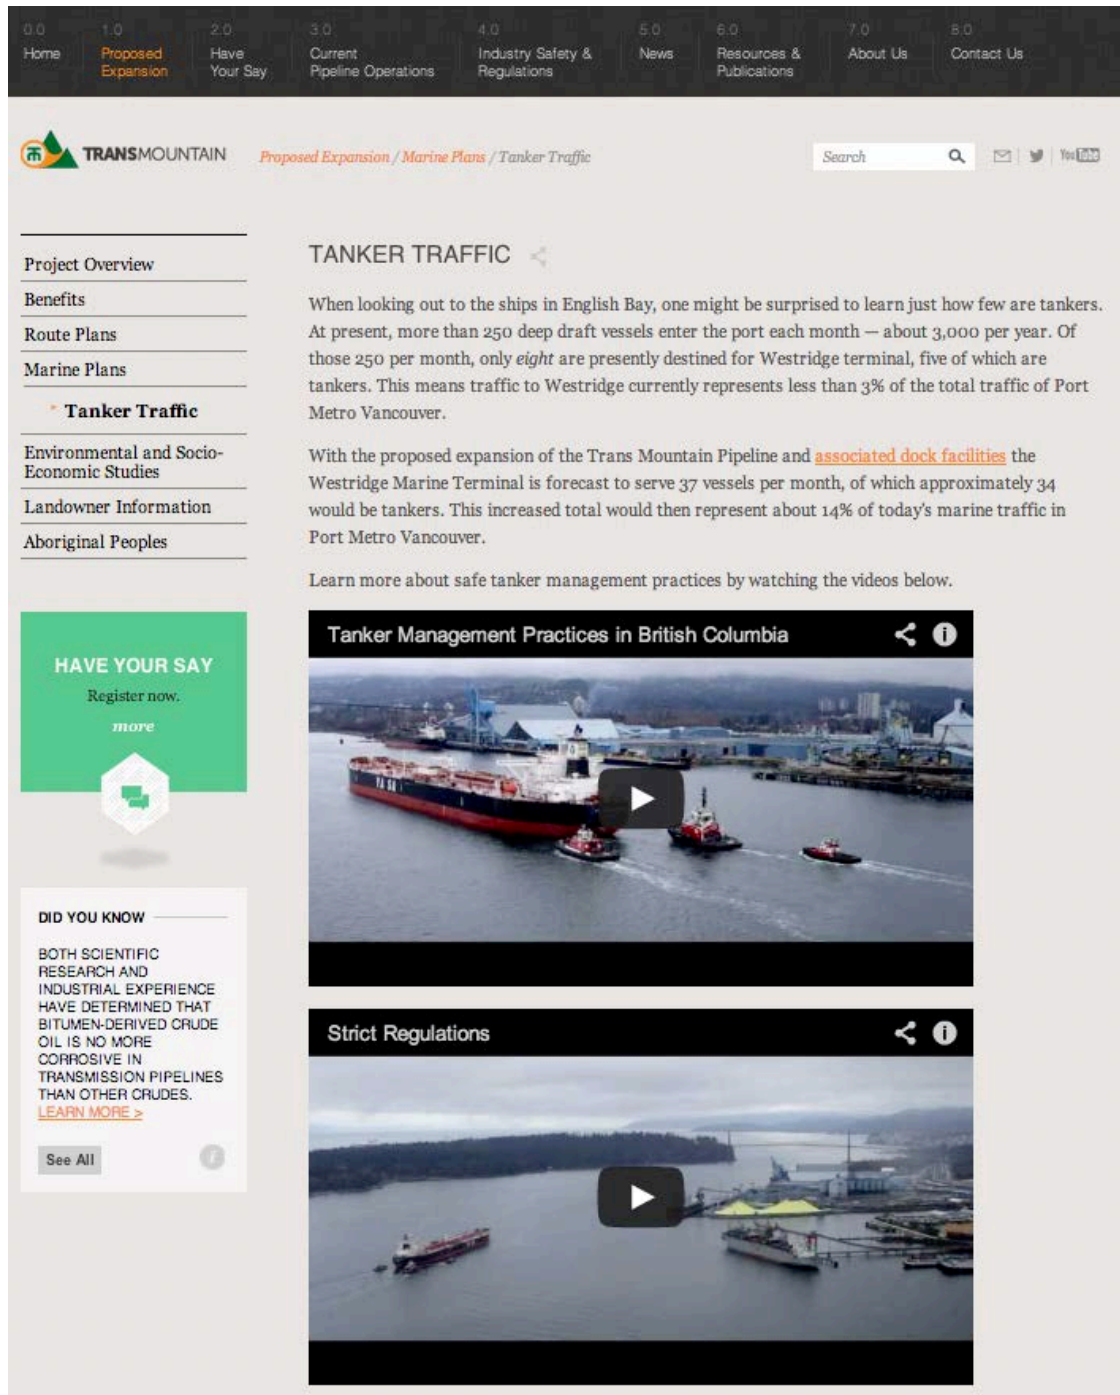 0.0 1.0 2.0 3.0 4.0 5.0 6.0 7.0 8.0
Home Proposed Have Current Industry Safety & News Resources & About Us Contact Us
Expansion Your Say Pipeline Operations Regulations Publications
TRANSMOUNTAIN
Proposed Expansion / Marine Plans / Tanker Traffic
Search
You Tube
Project Overview
Benefits
Route Plans
Marine Plans
Tanker Traffic
Environmental and Socio-
Economic Studies
Landowner Information
Aboriginal Peoples
HAVE YOUR SAY
Register now.
more
DID YOU KNOW
BOTH SCIENTIFIC
RESEARCH AND
INDUSTRIAL EXPERIENCE
HAVE DETERMINED THAT
BITUMEN-DERIVED CRUDE
OIL IS NO MORE
CORROSIVE IN
TRANSMISSION PIPELINES
THAN OTHER CRUDES.
LEARN MORE >
See All
TANKER TRAFFIC
When looking out to the ships in English Bay, one might be surprised to learn just how few are tankers.
At present, more than 250 deep draft vessels enter the port each month — about 3,000 per year. Of
those 250 per month, only eight are presently destined for Westridge terminal, five of which are
tankers. This means traffic to Westridge currently represents less than 3% of the total traffic of Port
Metro Vancouver.
With the proposed expansion of the Trans Mountain Pipeline and associated dock facilities the
Westridge Marine Terminal is forecast to serve 37 vessels per month, of which approximately 34
would be tankers. This increased total would then represent about 14% of today's marine traffic in
Port Metro Vancouver.
Learn more about safe tanker management practices by watching the videos below.
Tanker Management Practices in British Columbia
YA SA
Strict Regulations